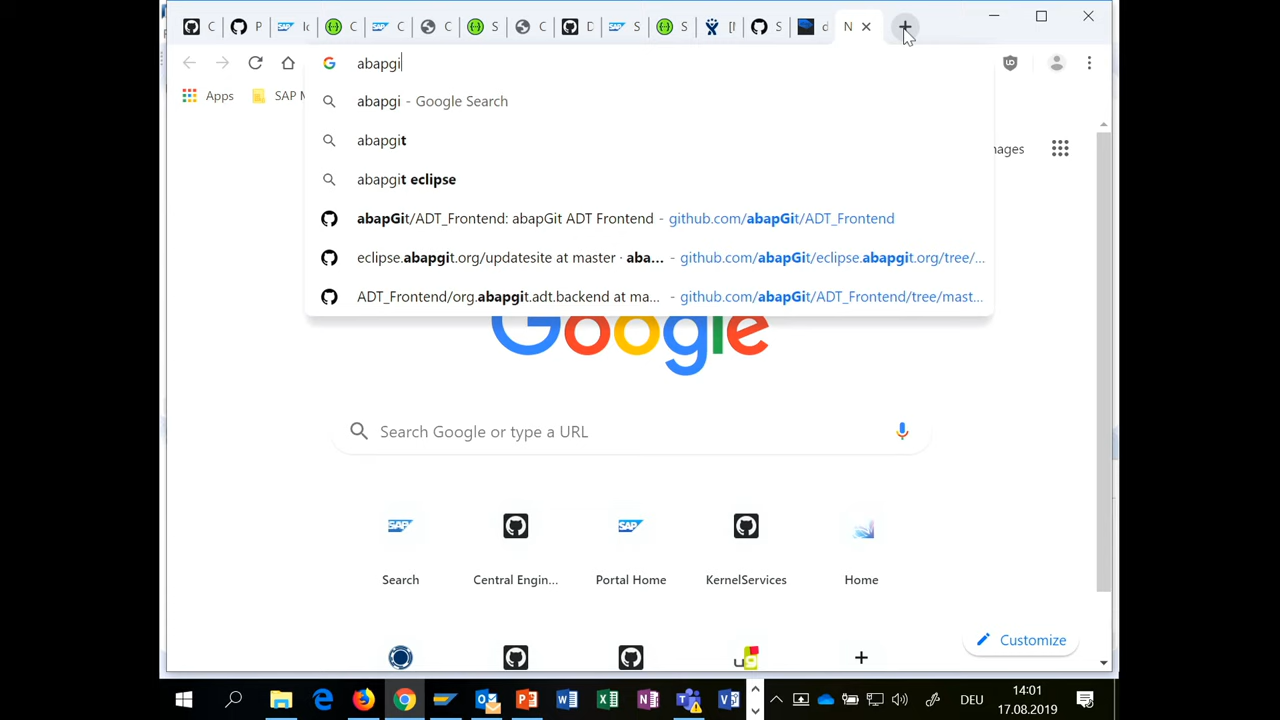 C
P
Ic
C
C
C
S
C
D
S
S
[I
S
d
N
abapgi
Apps
SAP M
abapgi - Google Search
abapgit
abapgit eclipse
abapGit/ADT_Frontend: abapGit ADT Frontend - github.com/abapGit/ADT_Frontend
eclipse.abapgit.org/updatesite at master · aba... - github.com/abapGit/eclipse.abapgit.org/tree/...
ADT_Frontend/org.abapgit.adt.backend at ma... - github.com/abapGit/ADT_Frontend/tree/mast...
nages
Google
Search Google or type a URL
Search
Central Engin...
Portal Home
KernelServices
Home
Customize
DEU
14:01
17.08.2019